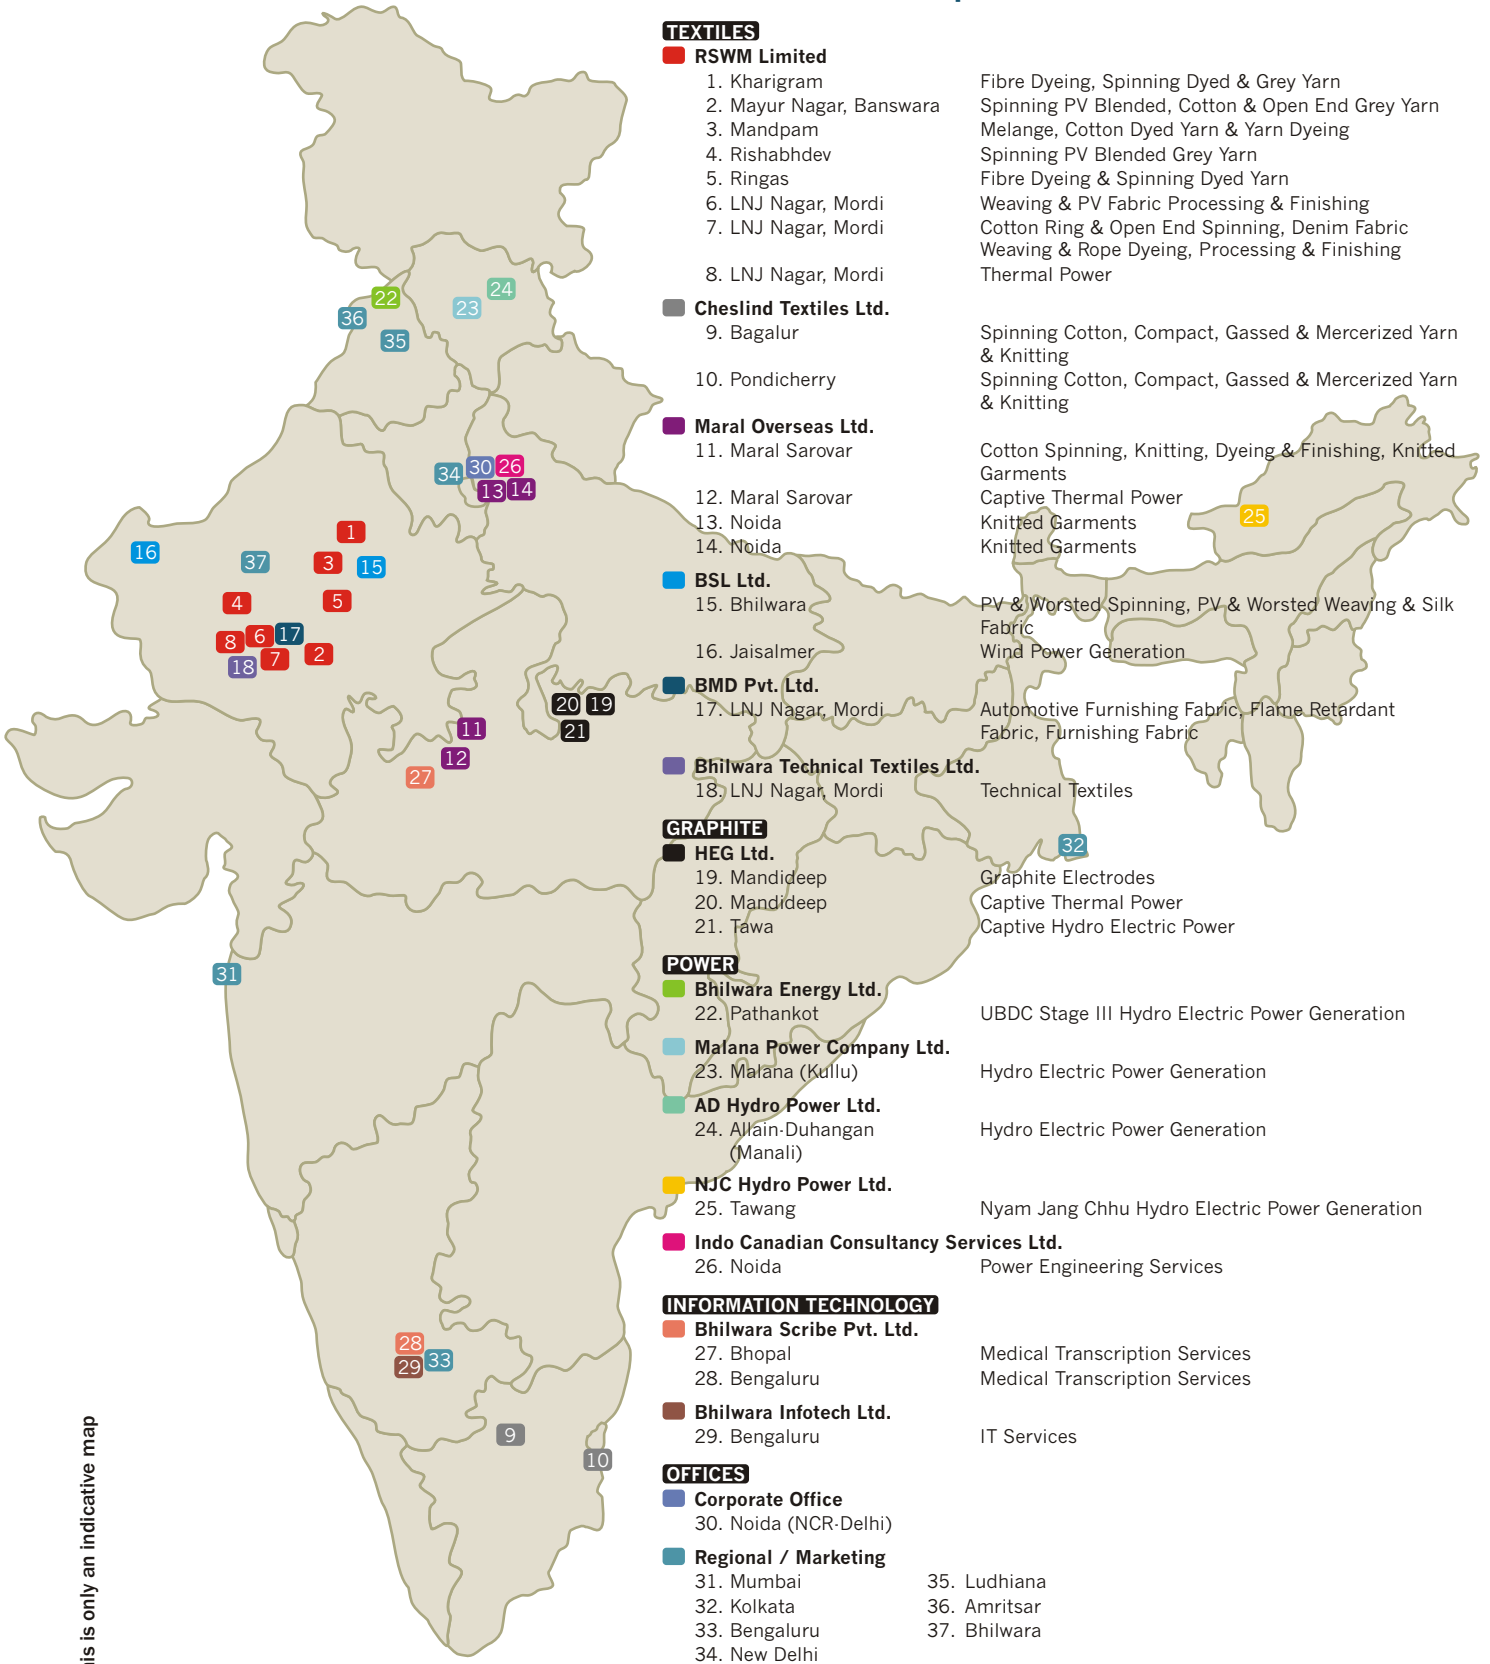 TEXTILES
RSWM Limited
1. Kharigram Fibre Dyeing, Spinning Dyed & Grey Yarn
2. Mayur Nagar, Banswara Spinning PV Blended, Cotton & Open End Grey Yarn
3. Mandpam Melange, Cotton Dyed Yarn & Yarn Dyeing
4. Rishabhdev Spinning PV Blended Grey Yarn
5. Ringas Fibre Dyeing & Spinning Dyed Yarn
6. LNJ Nagar, Mordi Weaving & PV Fabric Processing & Finishing
7. LNJ Nagar, Mordi Cotton Ring & Open End Spinning, Denim Fabric
Weaving & Rope Dyeing, Processing & Finishing
8. LNJ Nagar, Mordi Thermal Power
Cheslind Textiles Ltd.
9. Bagalur Spinning Cotton, Compact, Gassed & Mercerized Yarn
& Knitting
10. Pondicherry Spinning Cotton, Compact, Gassed & Mercerized Yarn
& Knitting
Maral Overseas Ltd.
11. Maral Sarovar Cotton Spinning, Knitting, Dyeing & Finishing, Knitted
Garments
12. Maral Sarovar Captive Thermal Power
13. Noida Knitted Garments
14. Noida Knitted Garments
BSL Ltd.
15. Bhilwara PV & Worsted Spinning, PV & Worsted Weaving & Silk
Fabric
16. Jaisalmer Wind Power Generation
BMD Pvt. Ltd.
17. LNJ Nagar, Mordi Automotive Furnishing Fabric, Flame Retardant
Fabric, Furnishing Fabric
Bhilwara Technical Textiles Ltd.
18. LNJ Nagar, Mordi Technical Textiles
GRAPHITE
HEG Ltd.
19. Mandideep Graphite Electrodes
20. Mandideep Captive Thermal Power
21. Tawa Captive Hydro Electric Power
POWER
Bhilwara Energy Ltd.
22. Pathankot UBDC Stage III Hydro Electric Power Generation
Malana Power Company Ltd.
23. Malana (Kullu) Hydro Electric Power Generation
AD Hydro Power Ltd.
24. Allain-Duhangan Hydro Electric Power Generation
(Manali)
NJC Hydro Power Ltd.
25. Tawang Nyam Jang Chhu Hydro Electric Power Generation
Indo Canadian Consultancy Services Ltd.
26. Noida Power Engineering Services
INFORMATION TECHNOLOGY
Bhilwara Scribe Pvt. Ltd.
27. Bhopal Medical Transcription Services
28. Bengaluru Medical Transcription Services
Bhilwara Infotech Ltd.
29. Bengaluru IT Services
OFFICES
Corporate Office
30. Noida (NCR-Delhi)
Regional / Marketing
31. Mumbai 35. Ludhiana
32. Kolkata 36. Amritsar
33. Bengaluru 37. Bhilwara
34. New Delhi
22
24
23
36
35
34 30 26
13 14
1
16
37 3 15
4 5
8 6 17
18 7 2
20 19
21
11
12
27
25
32
31
28
29 33
9
10
is only an indicative map